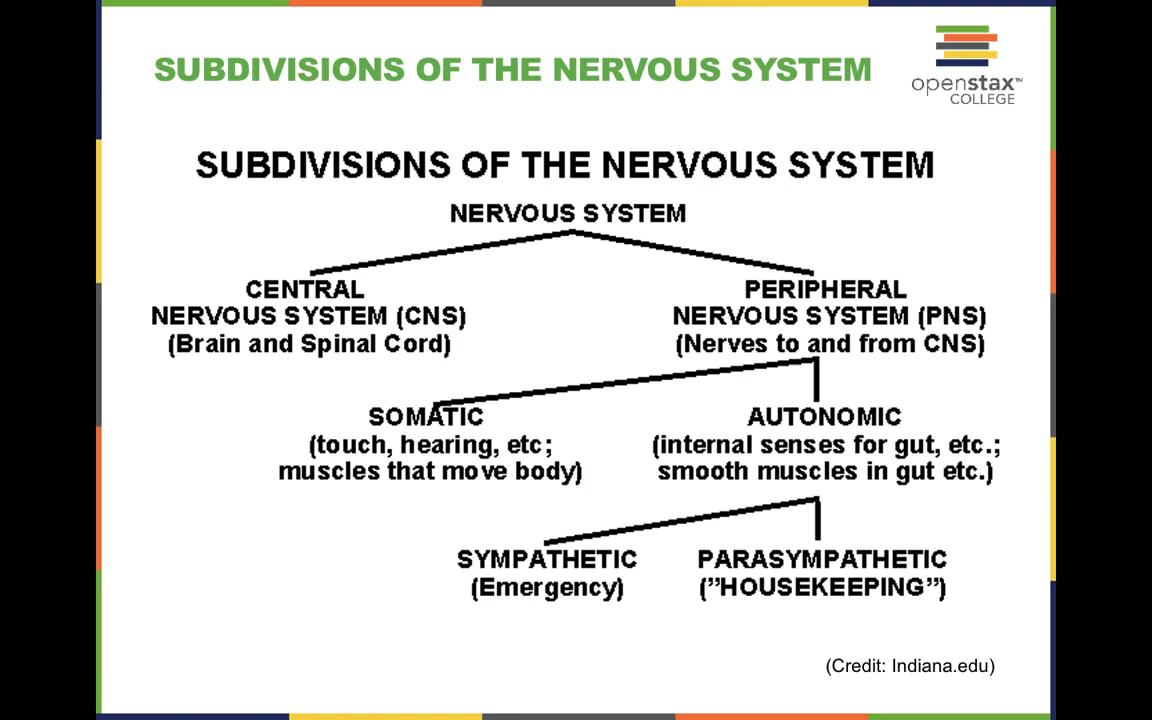 SUBDIVISIONS OF THE NERVOUS SYSTEM
openstax™
COLLEGE
SUBDIVISIONS OF THE NERVOUS SYSTEM
NERVOUS SYSTEM
CENTRAL
NERVOUS SYSTEM (CNS)
(Brain and Spinal Cord)
PERIPHERAL
NERVOUS SYSTEM (PNS)
(Nerves to and from CNS)
SOMATIC
(touch, hearing, etc;
muscles that move body)
AUTONOMIC
(internal senses for gut, etc.;
smooth muscles in gut etc.)
SYMPATHETIC
(Emergency)
PARASYMPATHETIC
(”HOUSEKEEPING”)
(Credit: Indiana.edu)